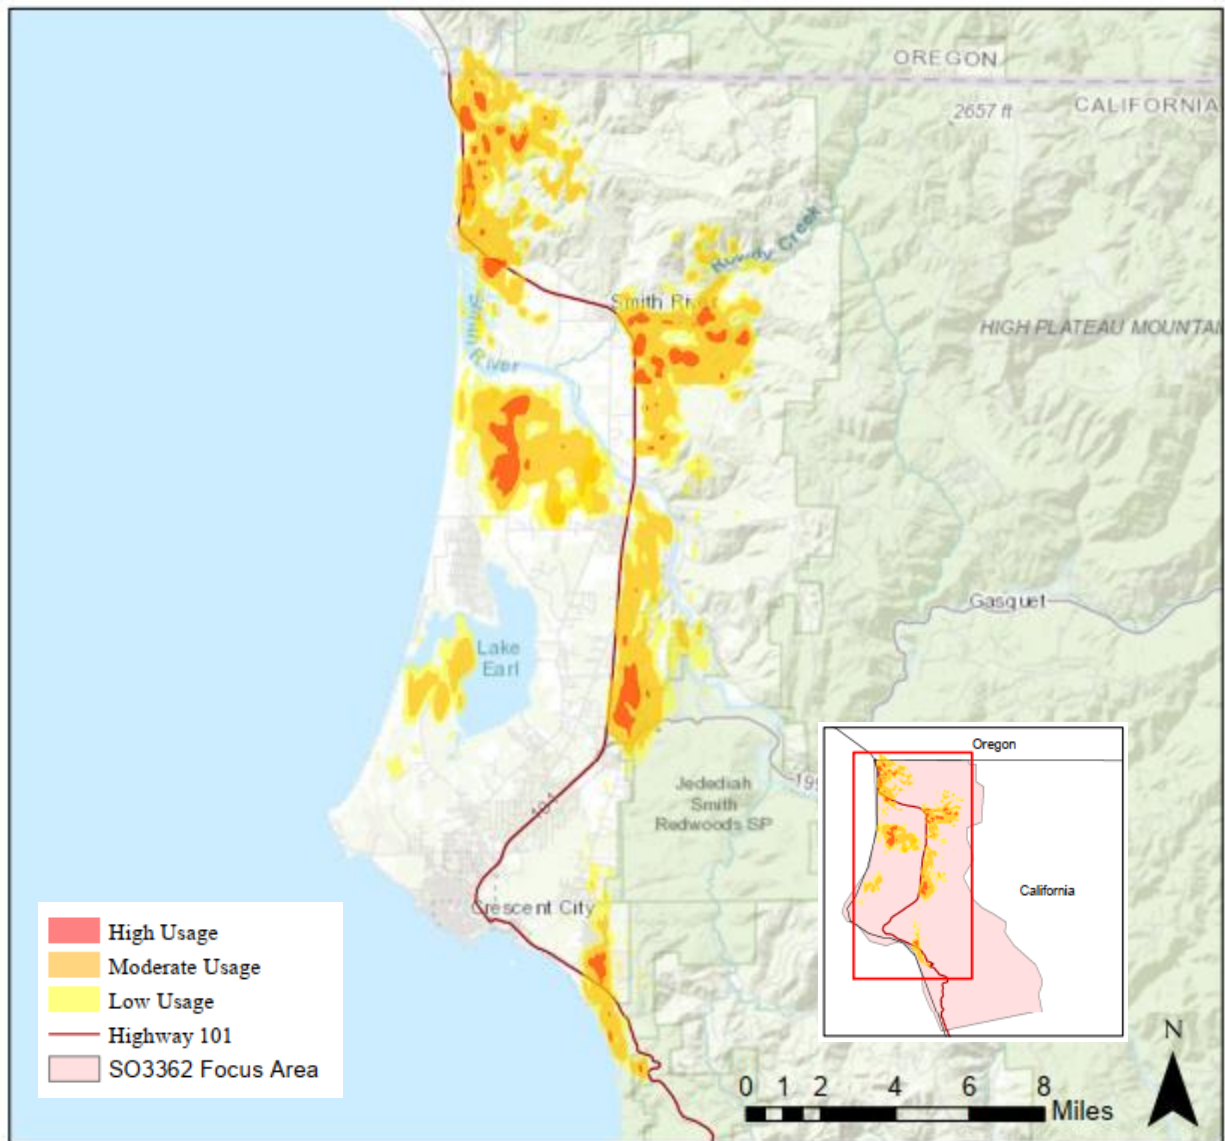 OREGON
2657 ft
CALIFORNIA
Rowdy Creek
Smith River
Smith
River
HIGH PLATEAU MOUNTAI
Gasquet
Lake
Earl
Jedediah
Smith
Redwoods SP
199
101
Crescent City
Oregon
California
High Usage
Moderate Usage
Low Usage
Highway 101
SO3362 Focus Area
N
0 1 2 4 6 8
Miles